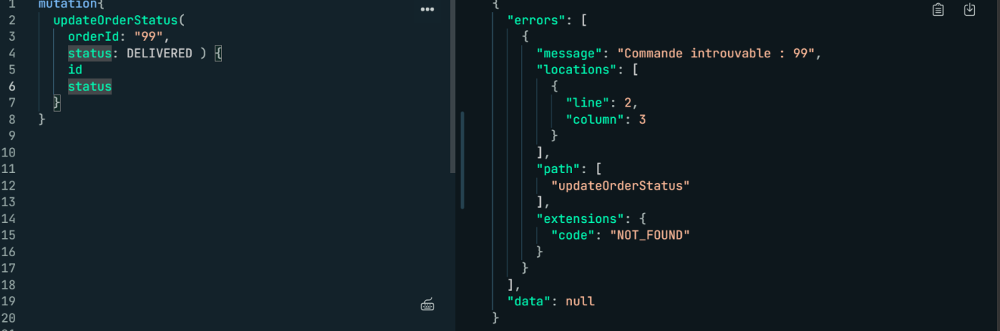 1 mutation{
2 updateOrderStatus(
3 orderId: "99",
4 status: DELIVERED ) {
5 id
6 status
7 }
8 }
9
10
11
12
13
14
15
16
17
18
19
20
{
"errors": [
{
"message": "Commande introuvable : 99",
"locations": [
{
"line": 2,
"column": 3
}
],
"path": [
"updateOrderStatus"
],
"extensions": {
"code": "NOT_FOUND"
}
}
],
"data": null
}